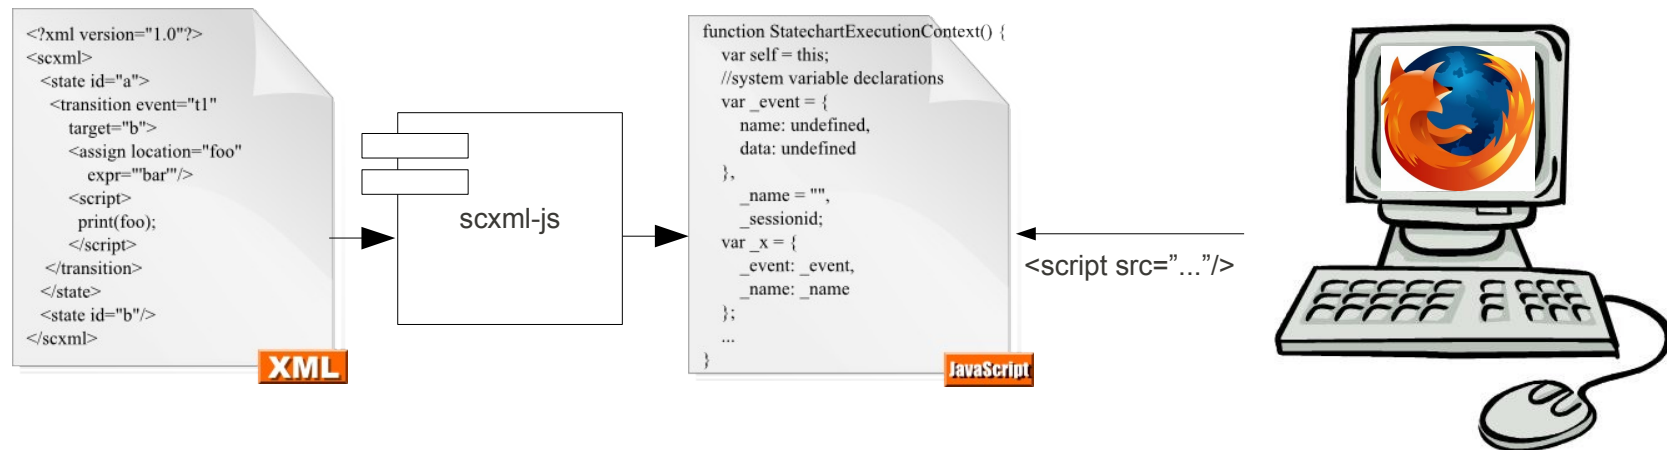 <?xml version="1.0"?>
<scxml>
<state id="a">
<transition event="t1"
target="b">
<assign location="foo"
expr="'bar'"/>
<script>
print(foo);
</script>
</transition>
</state>
<state id="b"/>
</scxml>
XML
scxml-js
function StatechartExecutionContext() {
var self = this;
//system variable declarations
var _event = {
name: undefined,
data: undefined
},
_name = "",
_sessionid;
var _x = {
_event: _event,
_name: _name
};
...
}
JavaScript
<script src=”...”/>